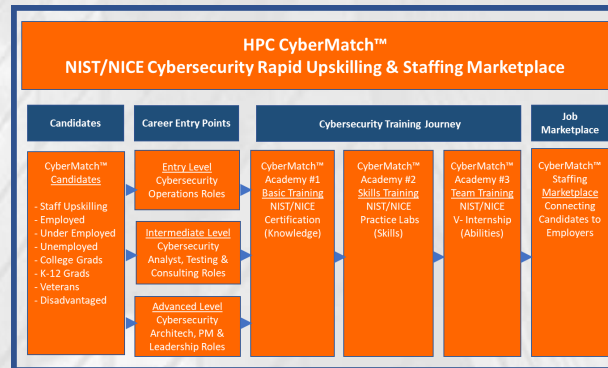 HPC CyberMatch™
NIST/NICE Cybersecurity Rapid Upskilling & Staffing Marketplace
Candidates
Career Entry Points
Cybersecurity Training Journey
Job
Marketplace
CyberMatch™
Candidates
- Staff Upskilling
- Employed
- Under Employed
- Unemployed
- College Grads
- K-12 Grads
- Veterans
- Disadvantaged
Entry Level
Cybersecurity
Operations Roles
Intermediate Level
Cybersecurity
Analyst, Testing &
Consulting Roles
Advanced Level
Cybersecurity
Architech, PM &
Leadership Roles
CyberMatch™
Academy #1
Basic Training
NIST/NICE
Certification
(Knowledge)
CyberMatch™
Academy #2
Skills Training
NIST/NICE
Practice Labs
(Skills)
CyberMatch™
Academy #3
Team Training
NIST/NICE
V- Internship
(Abilities)
CyberMatch™
Staffing
Marketplace
Connecting
Candidates to
Employers